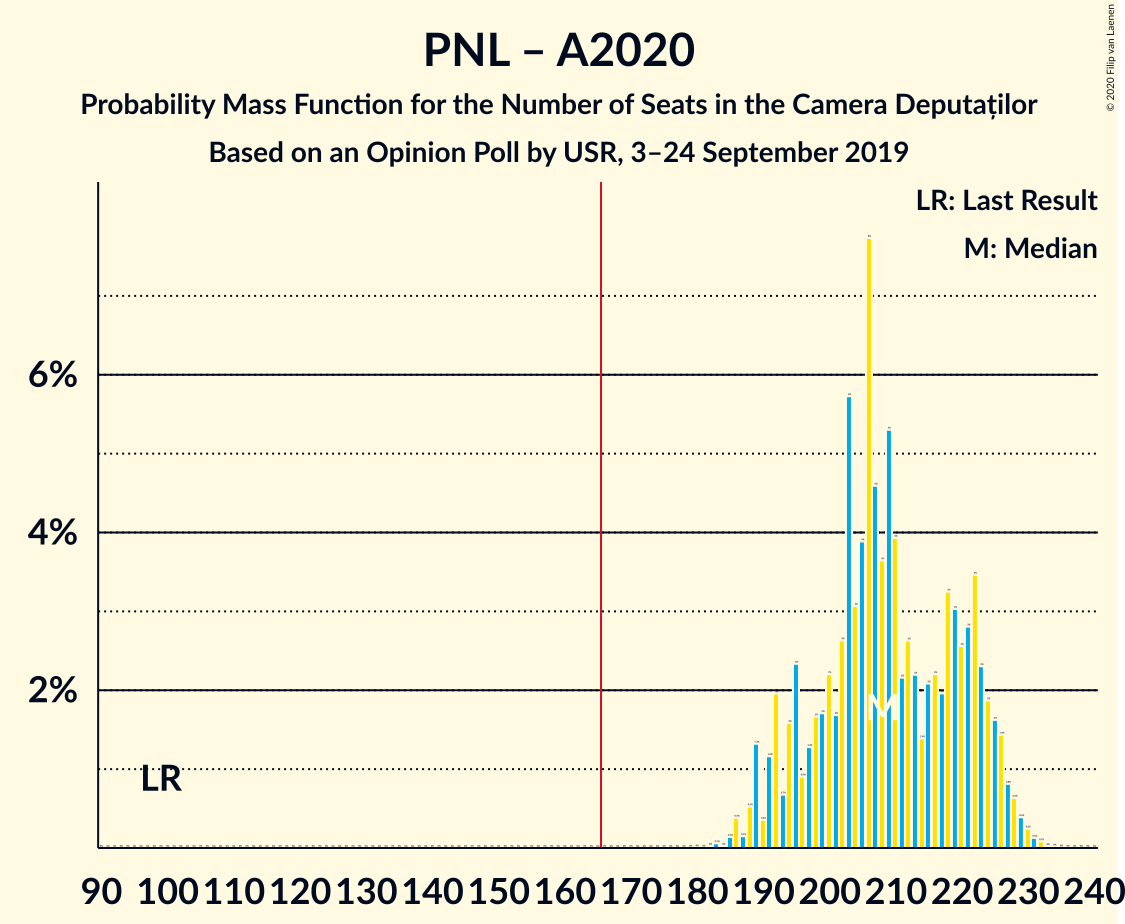 PNL – A2020
Probability Mass Function for the Number of Seats in the Camera Deputaților
Based on an Opinion Poll by USR, 3–24 September 2019
© 2020 Filip van Laenen
LR: Last Result
M: Median
6%
4%
2%
LR
M
90 100 110 120 130 140 150 160 170 180 190 200 210 220 230 240